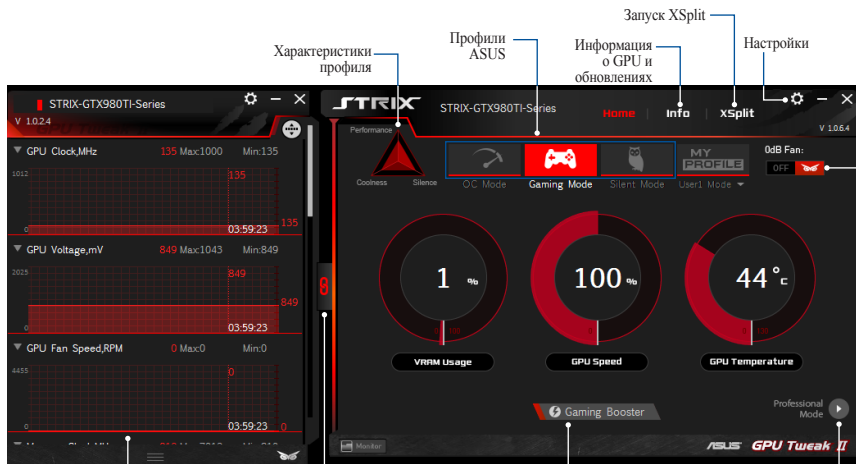 Запуск XSplit
Характеристики
профиля
Профили
ASUS
Информация
о GPU и
обновлениях
Настройки
STRIX-GTX980TI-Series
V 1.0.2.4
GPU Clock,MHz 135 Max:1000 Min:135
1012
135
135
0
03:59:23
GPU Voltage,mV 849 Max:1043 Min:849
2025
849
849
0
03:59:23
GPU Fan Speed,RPM 0 Max:0 Min:0
4455
0
0
0
03:59:23
STRIX
STRIX-GTX980TI-Series
Home Info XSplit
V 1.0.6.4
Performance
Coolness Silence
OC Mode
Gaming Mode
Silent Mode
MY
PROFILE
User1 Mode
0dB Fan:
OFF
1 %
VRAM Usage
100 %
GPU Speed
44°c
GPU Temperature
Gaming Booster
Professional
Mode
Monitor
ASUS GPU Tweak II